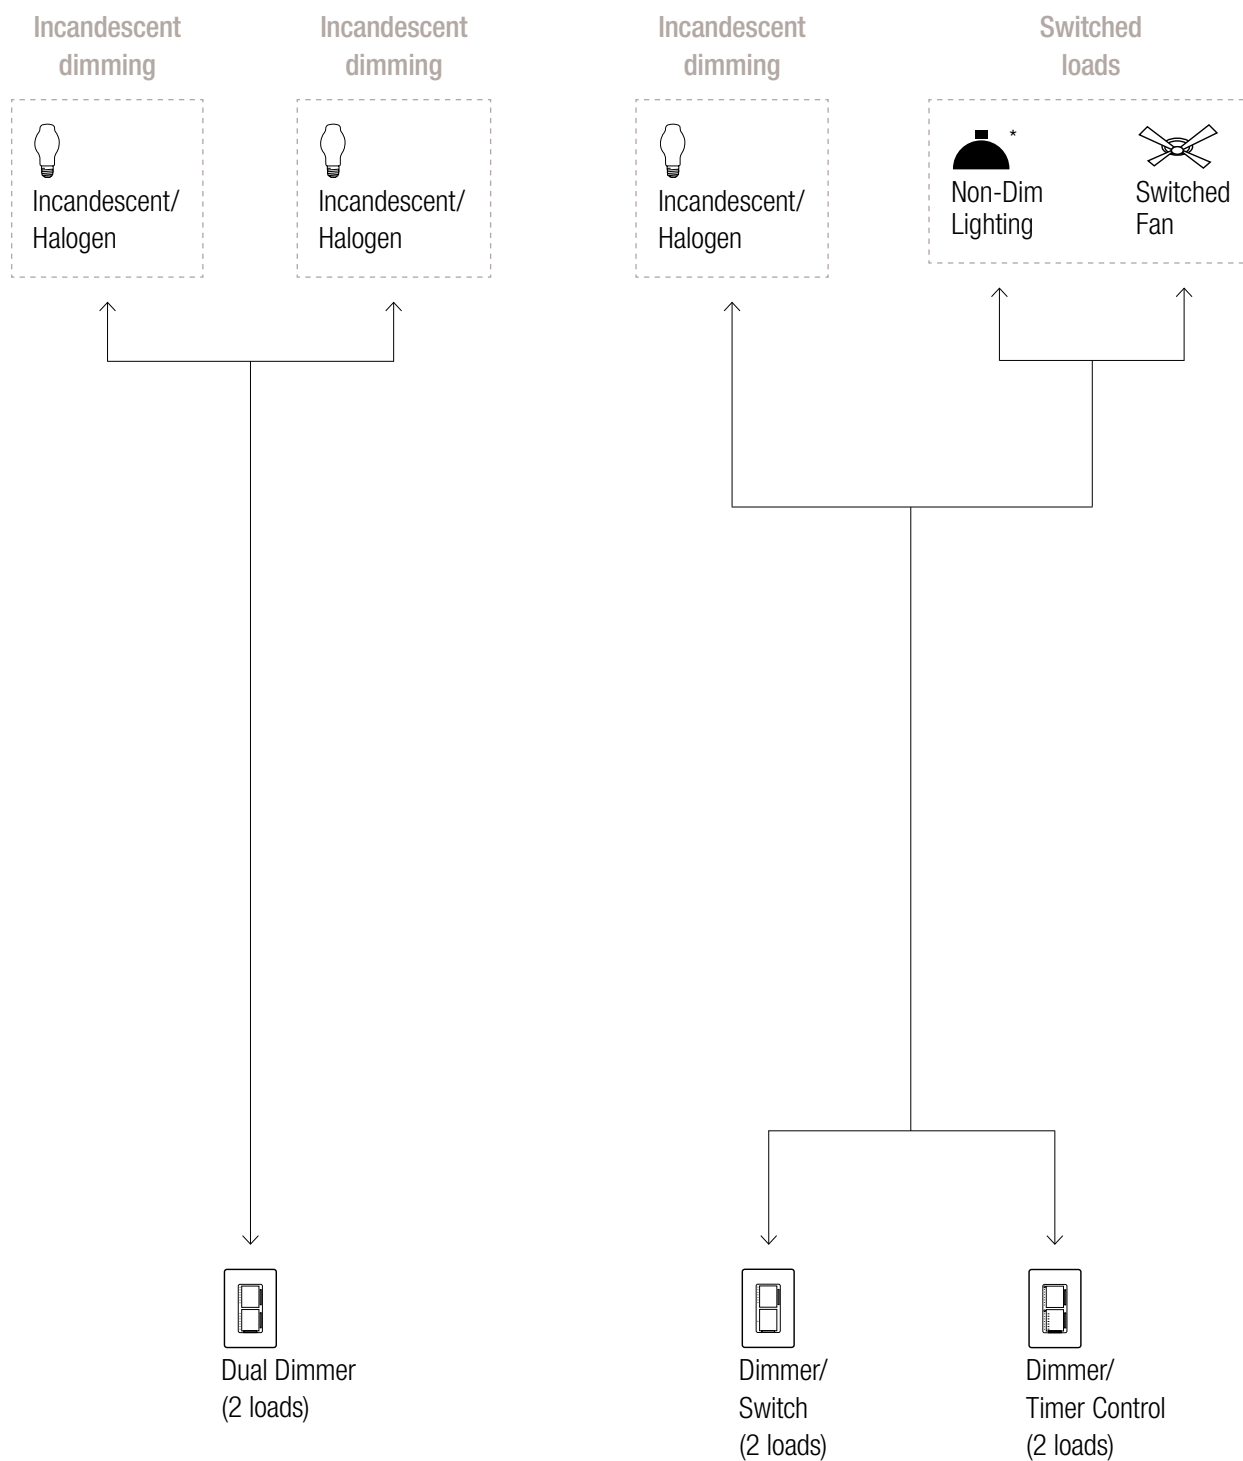 Incandescent
dimming
Incandescent
dimming
Incandescent
dimming
Switched
loads
Incandescent/
Halogen
Incandescent/
Halogen
Incandescent/
Halogen
*
Non-Dim
Lighting
Switched
Fan
Dual Dimmer
(2 loads)
Dimmer/
Switch
(2 loads)
Dimmer/
Timer Control
(2 loads)